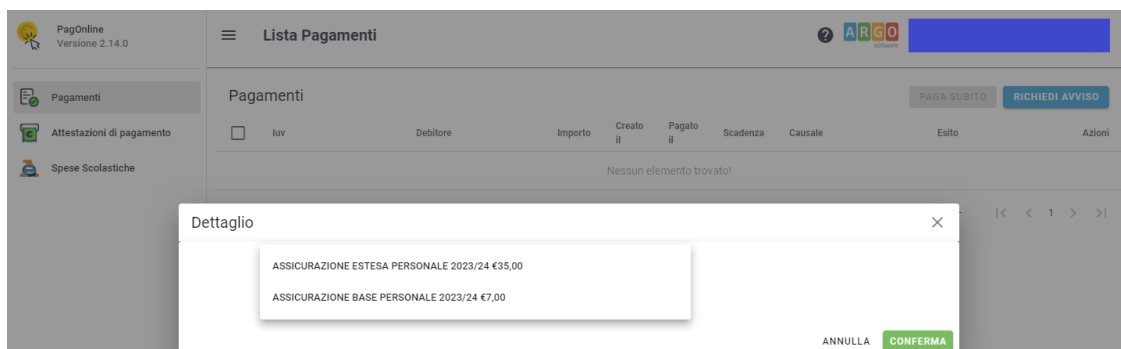 PagOnline
Versione 2.14.0
Lista Pagamenti
ARGO
software
Pagamenti
Attestazioni di pagamento
Spese Scolastiche
Pagamenti
PAGA SUBITO
RICHIEDI AVVISO
Iuv Debitore Importo Creato il Pagato il Scadenza Causale Esito Azioni
Nessun elemento trovato!
|< < 1 > >|
Dettaglio
ASSICURAZIONE ESTESA PERSONALE 2023/24 €35,00
ASSICURAZIONE BASE PERSONALE 2023/24 €7,00
ANNULLA CONFERMA